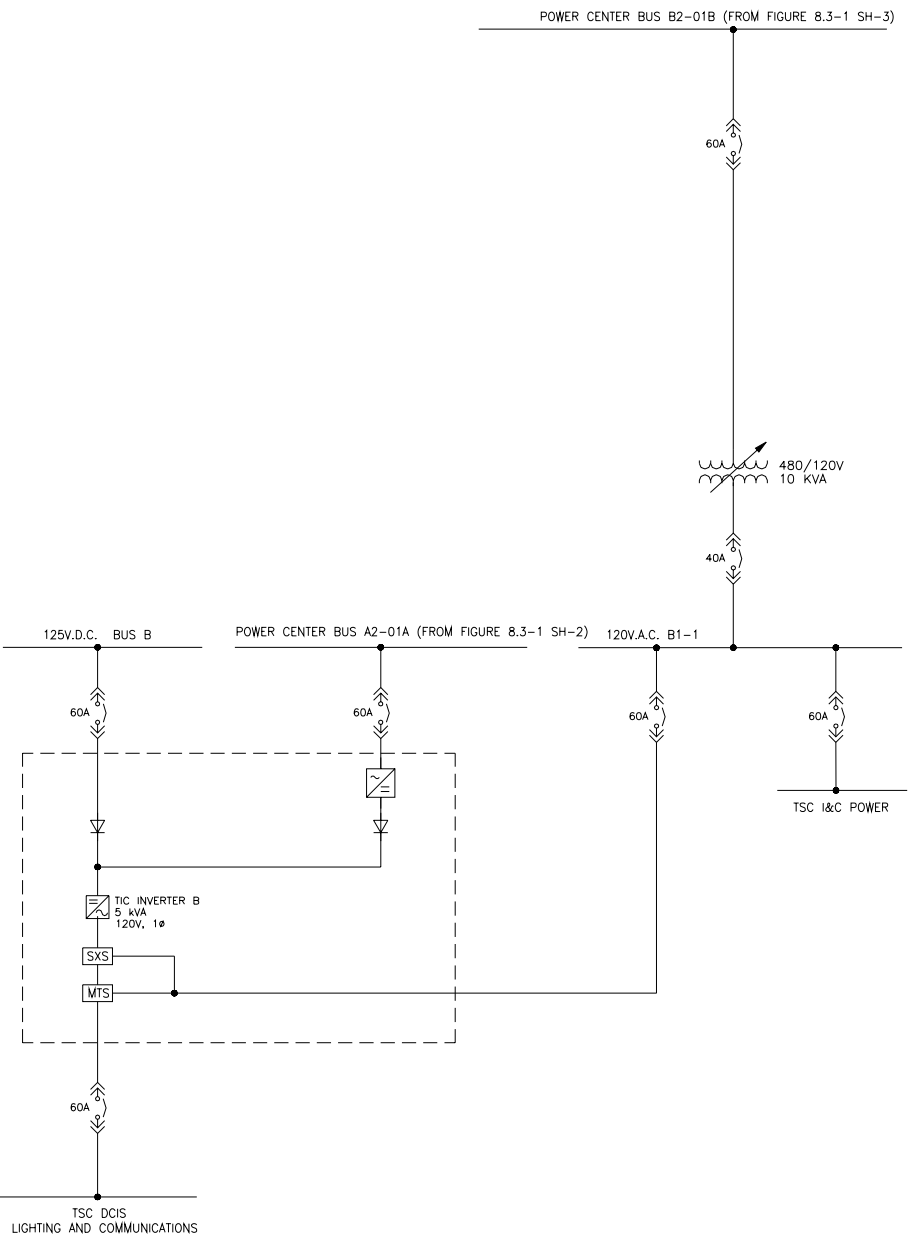 POWER CENTER BUS B2-01B (FROM FIGURE 8.3-1 SH-3)
60A
480/120V
10 KVA
40A
125V.D.C. BUS B
POWER CENTER BUS A2-01A (FROM FIGURE 8.3-1 SH-2)
120V.A.C. B1-1
60A
60A
60A
60A
TSC I&C POWER
TIC INVERTER B
5 kVA
120V, 1ø
SXS
MTS
60A
TSC DCIS
LIGHTING AND COMMUNICATIONS